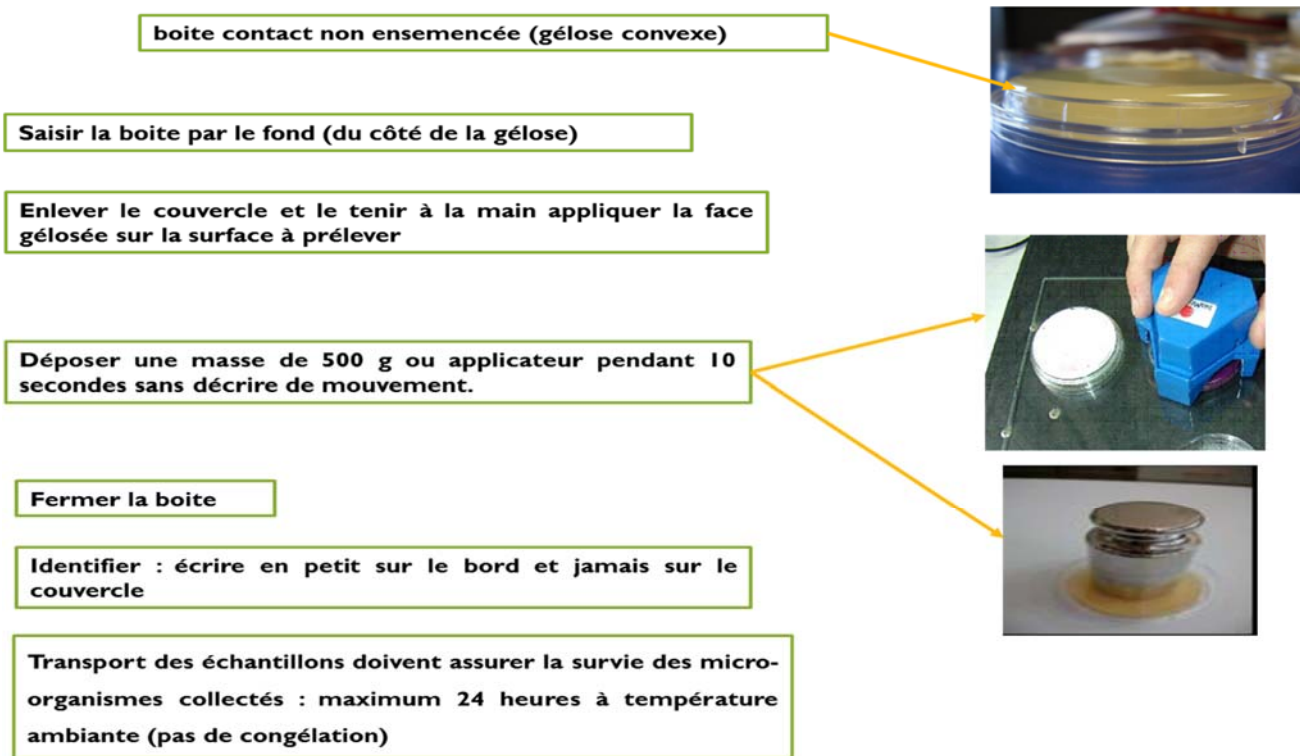 boite contact non ensemencée (gélose convexe)
Saisir la boite par le fond (du côté de la gélose)
Enlever le couvercle et le tenir à la main appliquer la face
gélosée sur la surface à prélever
Déposer une masse de 500 g ou applicateur pendant 10
secondes sans décrire de mouvement.
Fermer la boite
Identifier : écrire en petit sur le bord et jamais sur le
couvercle
Transport des échantillons doivent assurer la survie des micro-
organismes collectés : maximum 24 heures à température
ambiante (pas de congélation)